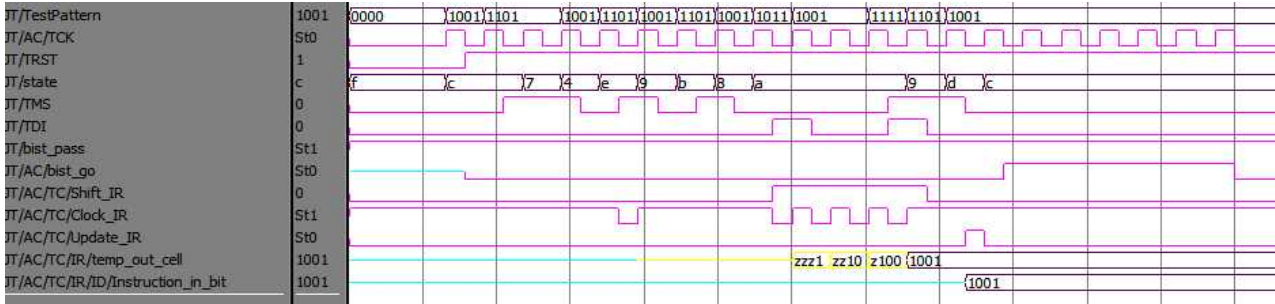 JT/TestPattern 1001 0000 1001 1101 1001 1101 1001 1101 1001 1011 1001 1111 1101 1001
JT/AC/TCK St0
JT/TRST 1
JT/state c f c 7 4 e 9 b 8 a 9 d c
JT/TMS 0
JT/TDI 0
JT/bist_pass St1
JT/AC/bist_go St0
JT/AC/TC/Shift_IR 0
JT/AC/TC/Clock_IR St1
JT/AC/TC/Update_IR St0
JT/AC/TC/IR/temp_out_cell 1001 zzz1 zz10 z100 1001
JT/AC/TC/IR/ID/Instruction_in_bit 1001 1001